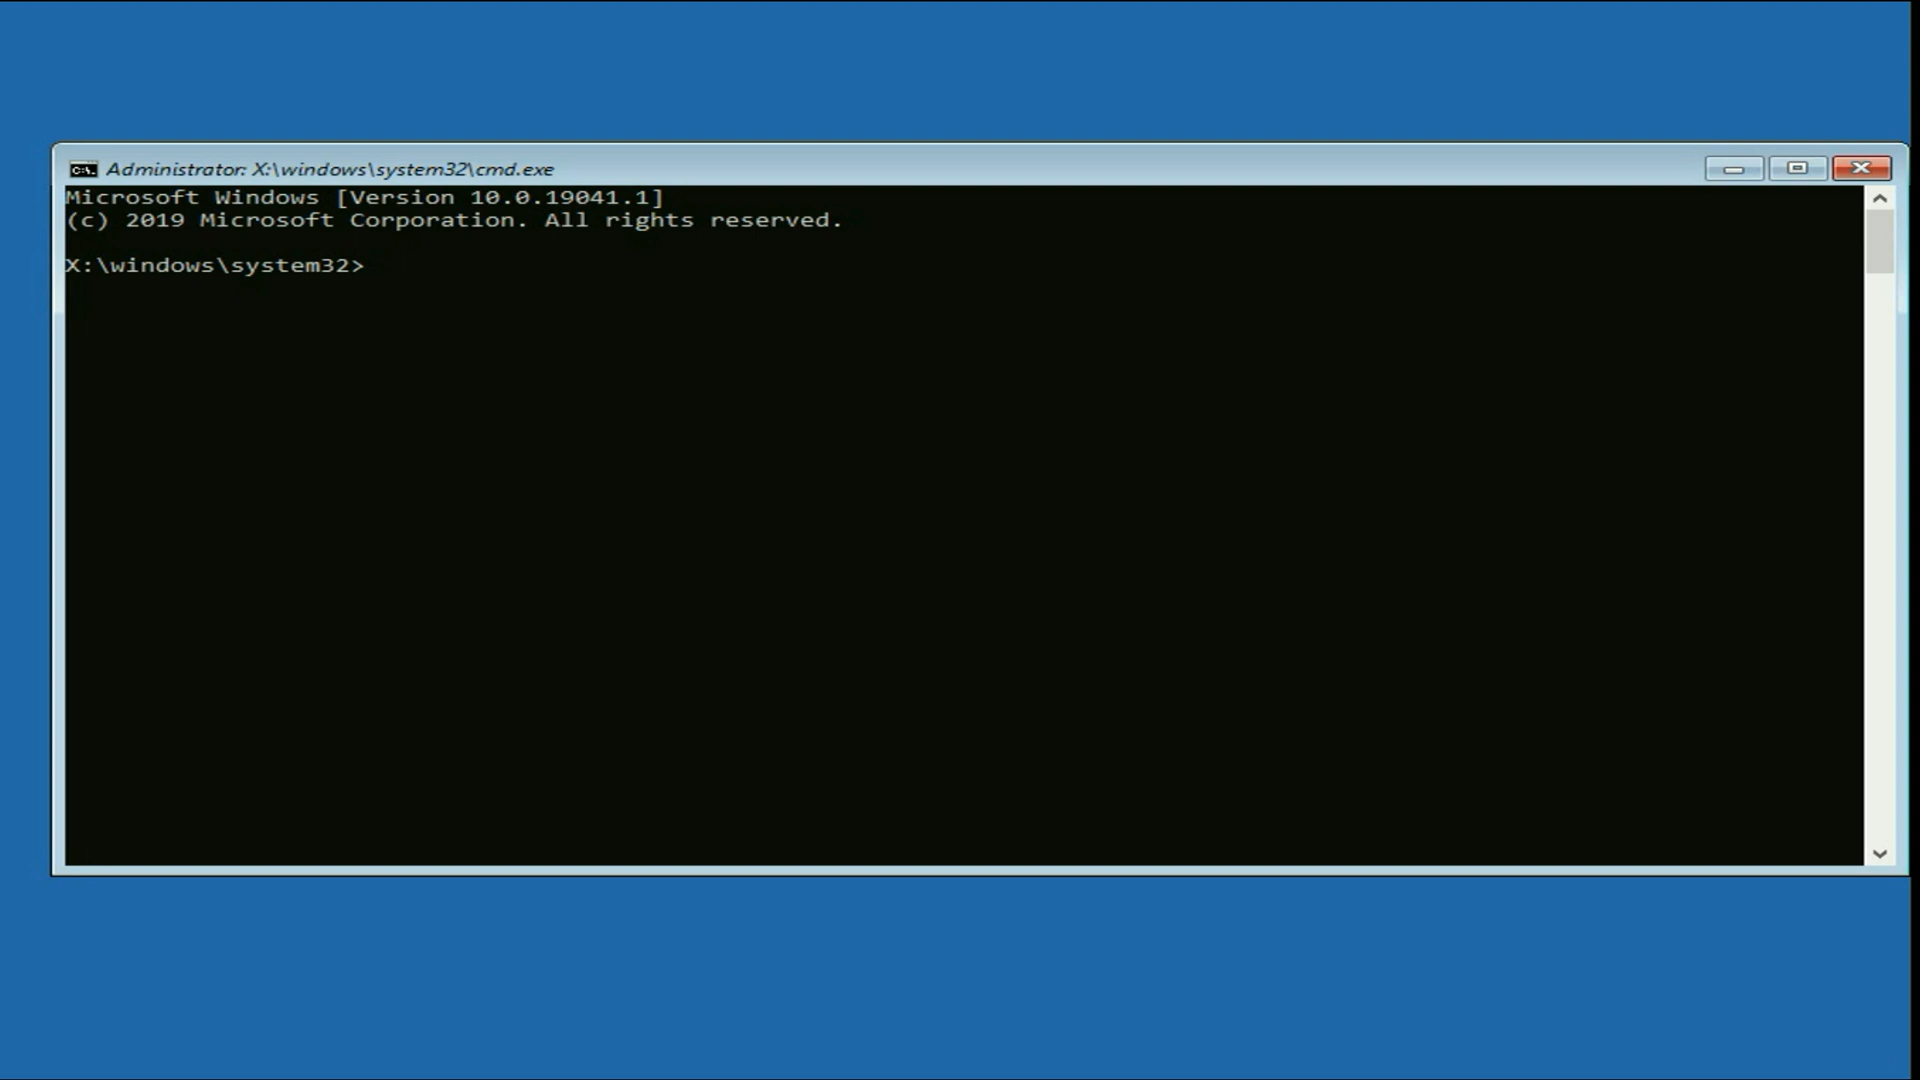 Administrator: X:\windows\system32\cmd.exe
Microsoft Windows [Version 10.0.19041.1]
(c) 2019 Microsoft Corporation. All rights reserved.
X:\windows\system32>